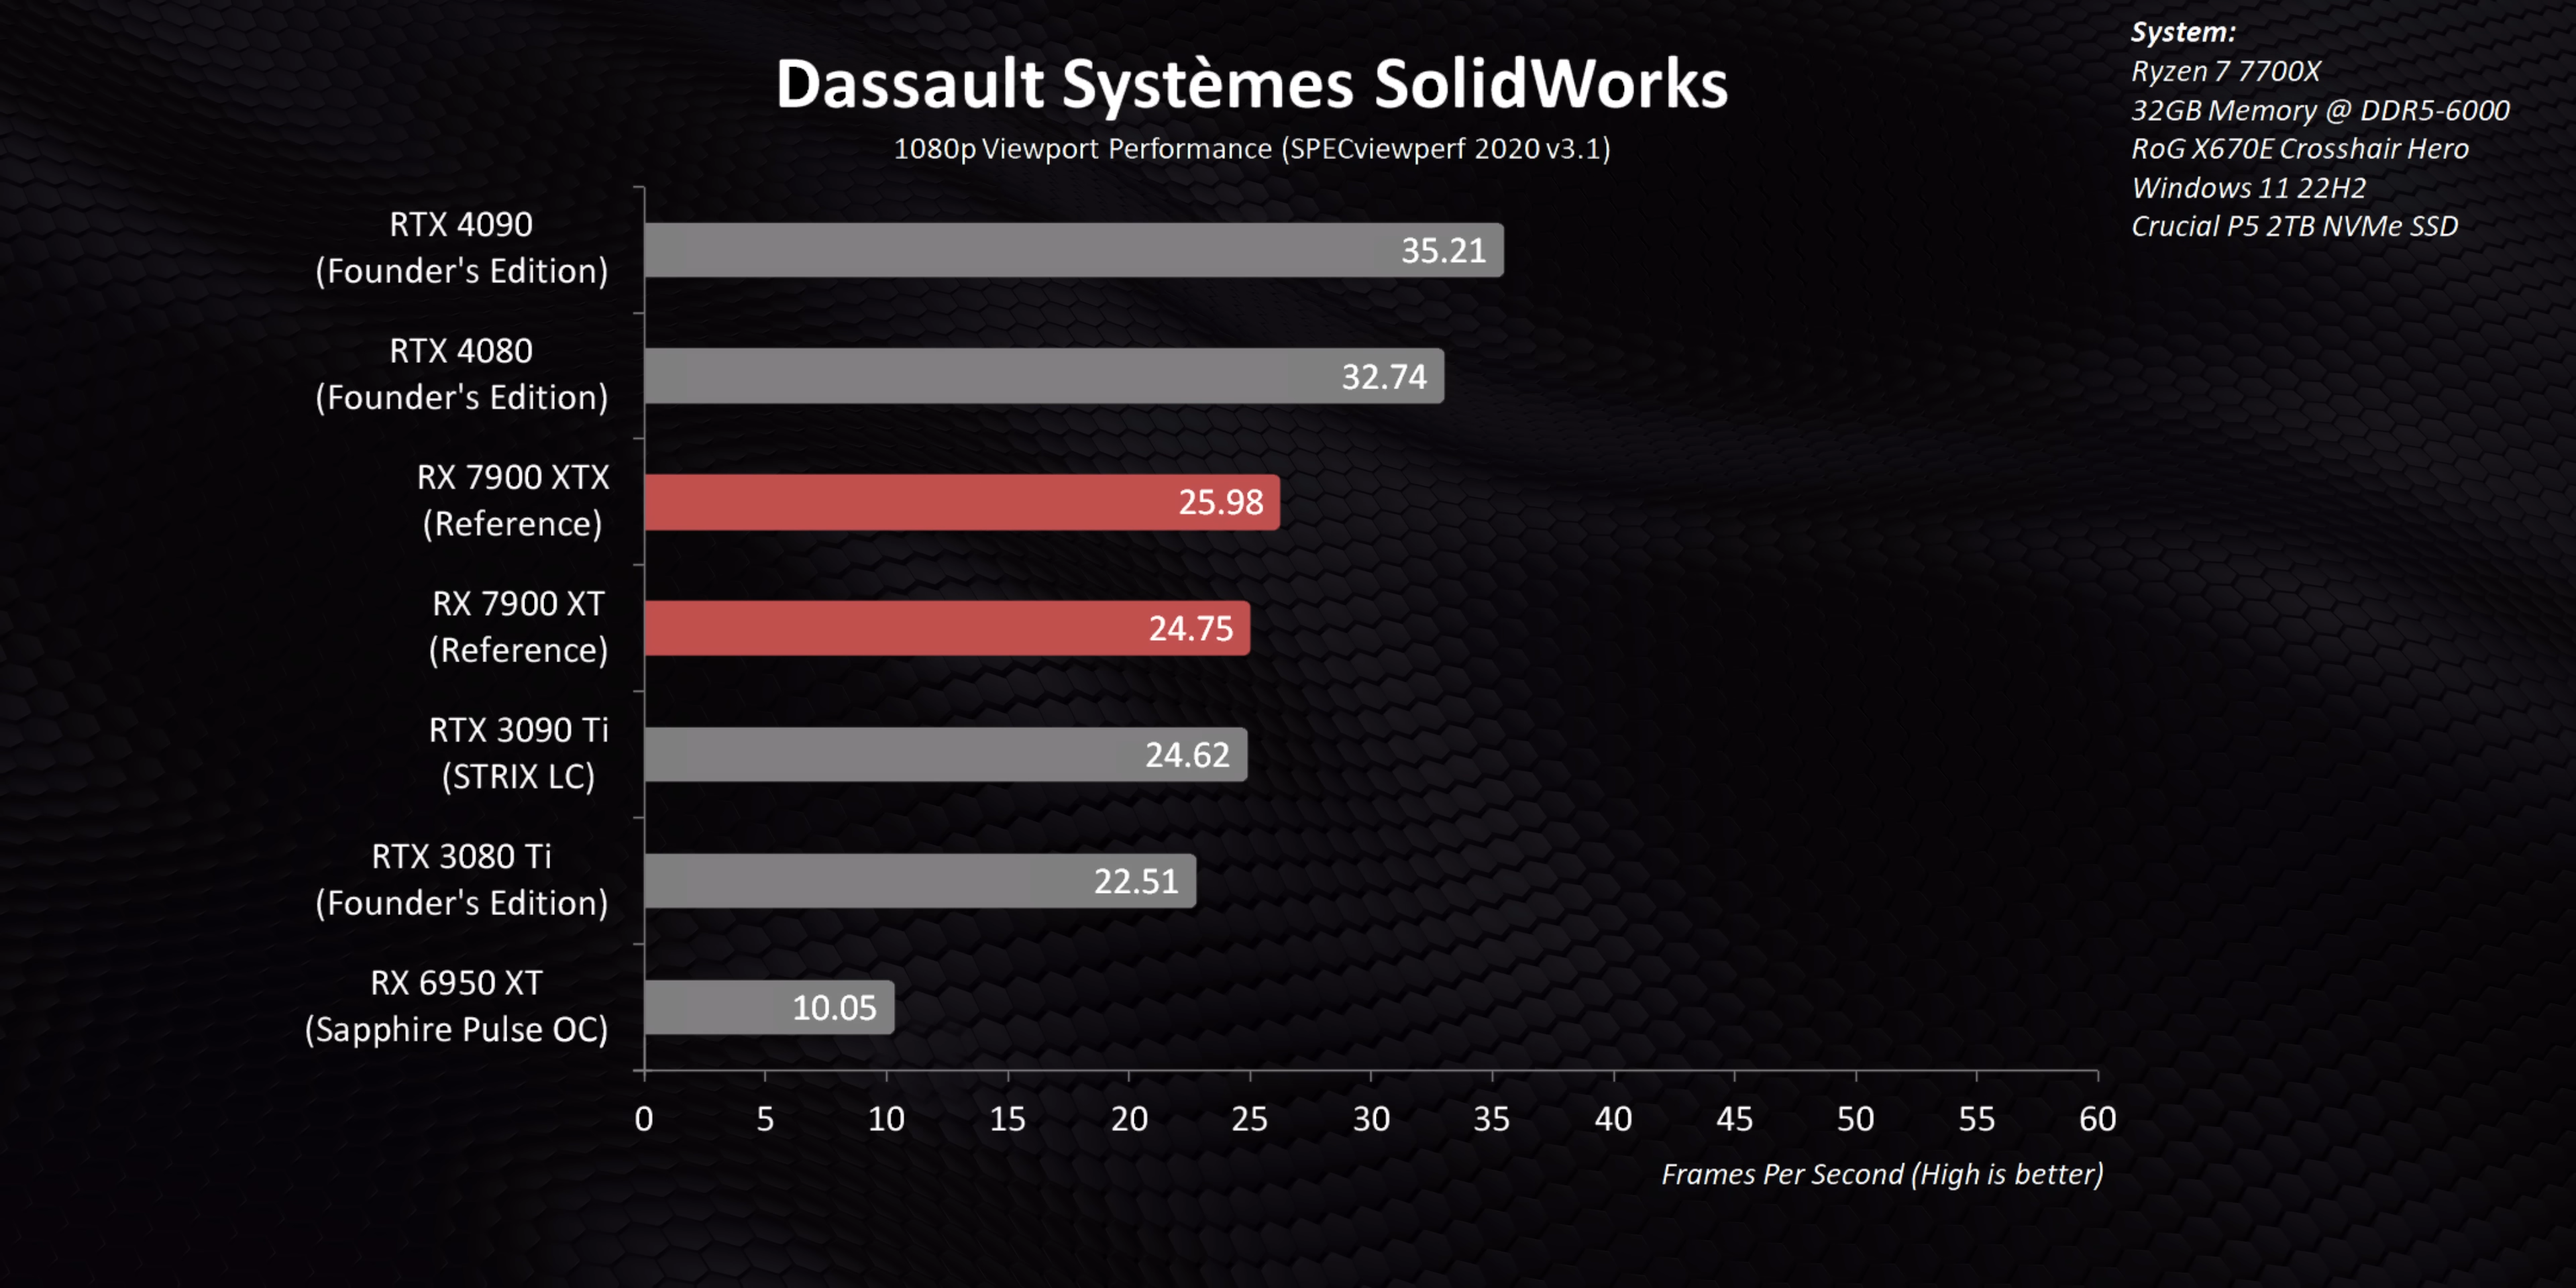 Dassault Systèmes SolidWorks
1080p Viewport Performance (SPECviewperf 2020 v3.1)
System:
Ryzen 7 7700X
32GB Memory @ DDR5-6000
RoG X670E Crosshair Hero
Windows 11 22H2
Crucial P5 2TB NVMe SSD
RTX 4090
(Founder's Edition)
35.21
RTX 4080
(Founder's Edition)
32.74
RX 7900 XTX
(Reference)
25.98
RX 7900 XT
(Reference)
24.75
RTX 3090 Ti
(STRIX LC)
24.62
RTX 3080 Ti
(Founder's Edition)
22.51
RX 6950 XT
(Sapphire Pulse OC)
10.05
0 5 10 15 20 25 30 35 40 45 50 55 60
Frames Per Second (High is better)